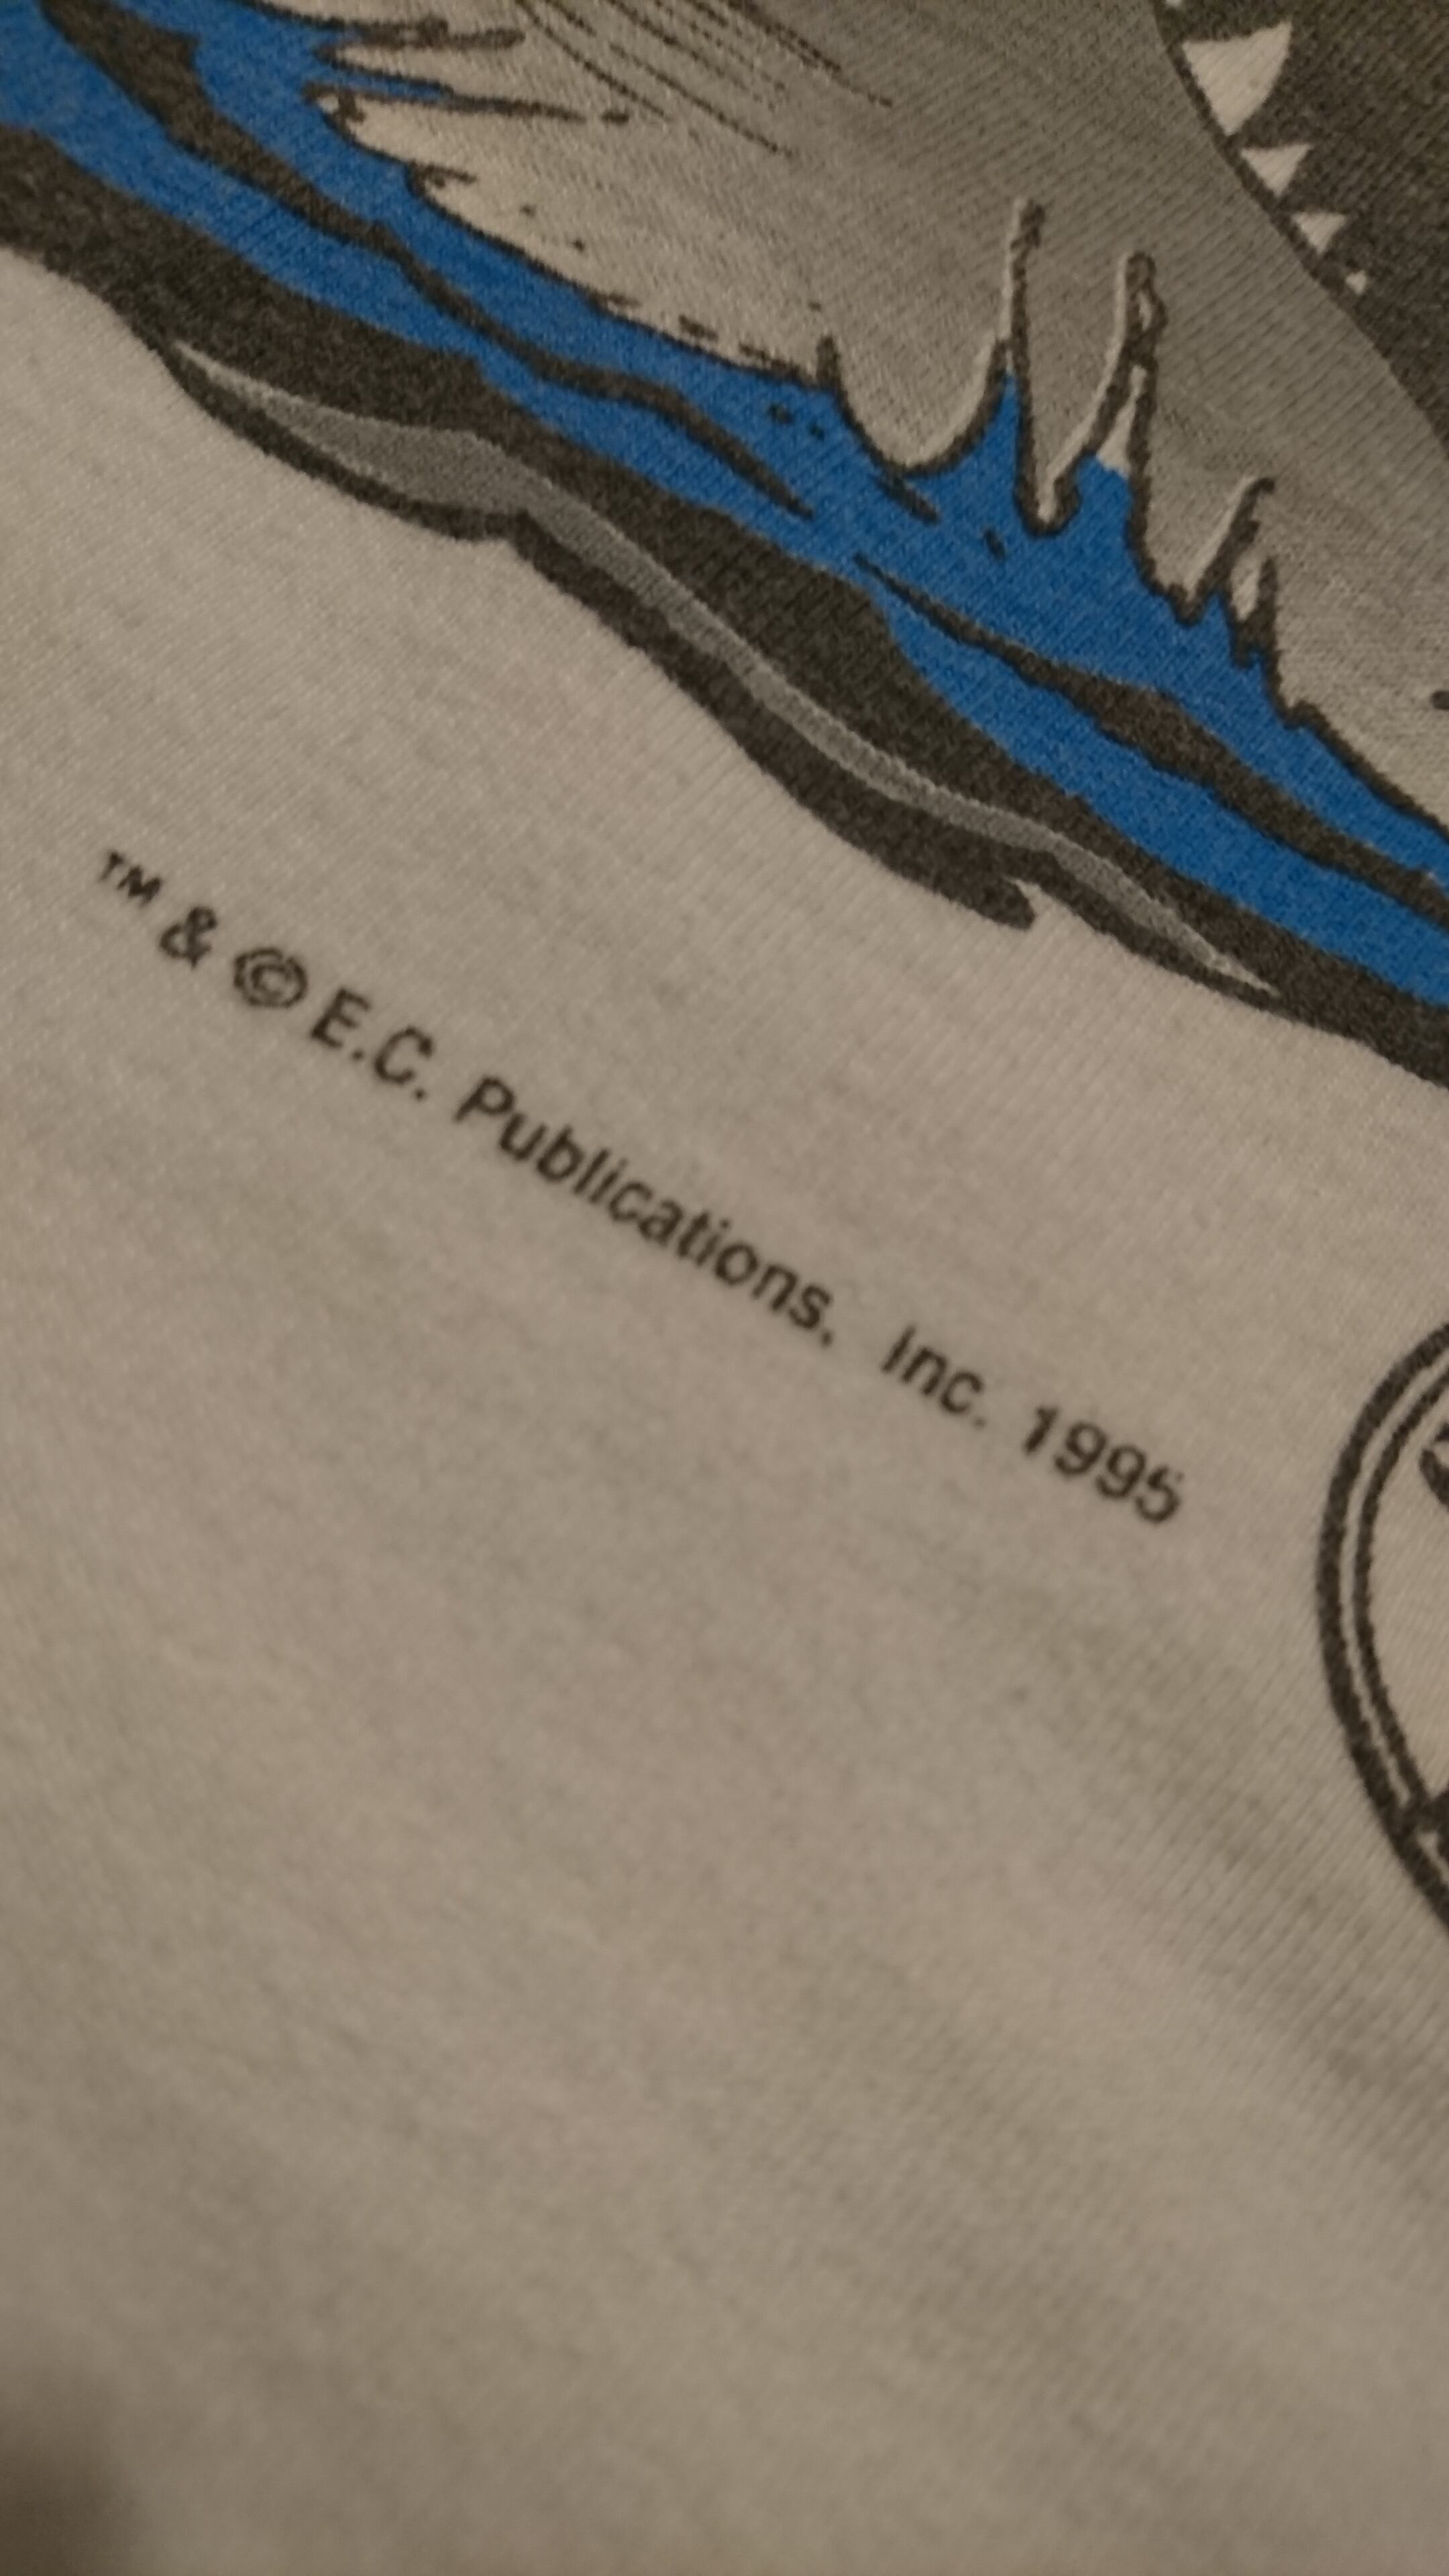 ™ & © E.C. Publications, Inc. 1995